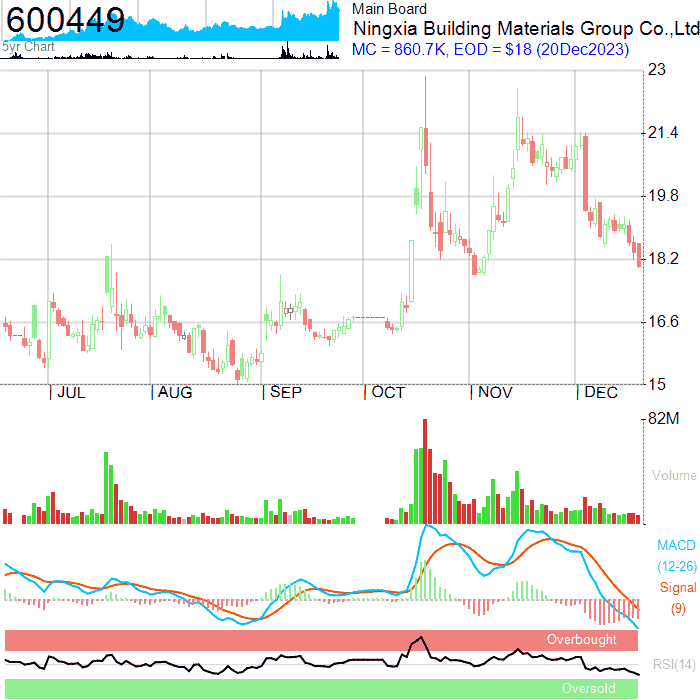 600449
5yr Chart
Main Board
Ningxia Building Materials Group Co.,Ltd
MC = 860.7K, EOD = $18 (20Dec2023)
23
21.4
19.8
18.2
16.6
15
JUL AUG SEP OCT NOV DEC
82M
Volume
MACD
(12-26)
Signal
(9)
Overbought
RSI(14)
Oversold